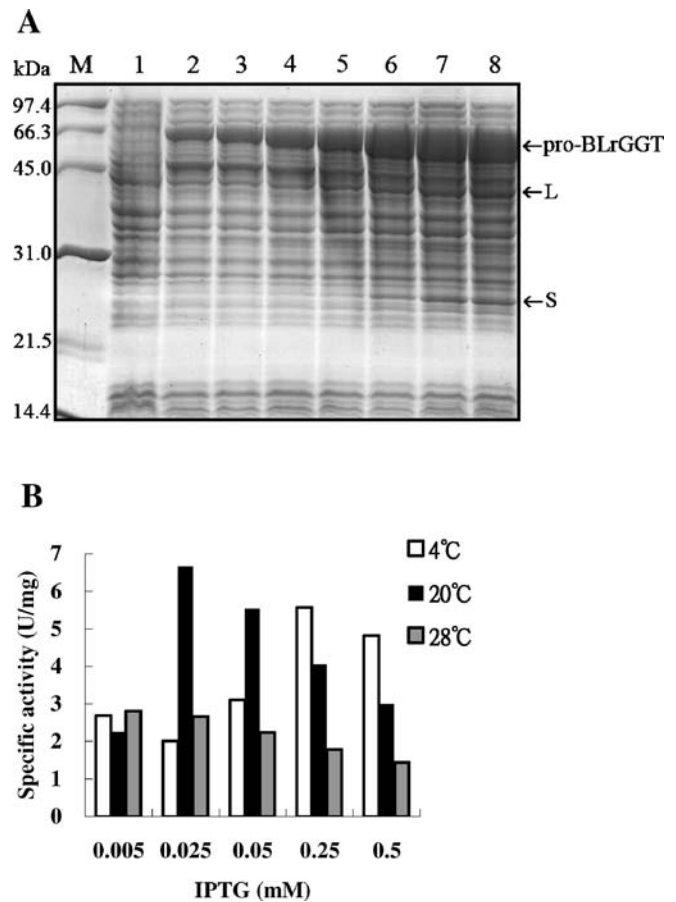 A
kDa M 1 2 3 4 5 6 7 8
97.4
66.3
←pro-BLrGGT
45.0
←L
31.0
←S
21.5
14.4
B
Specific activity (U/mg)
7
6
5
4
3
2
1
0
4℃
20℃
28℃
0.005 0.025 0.05 0.25 0.5
IPTG (mM)